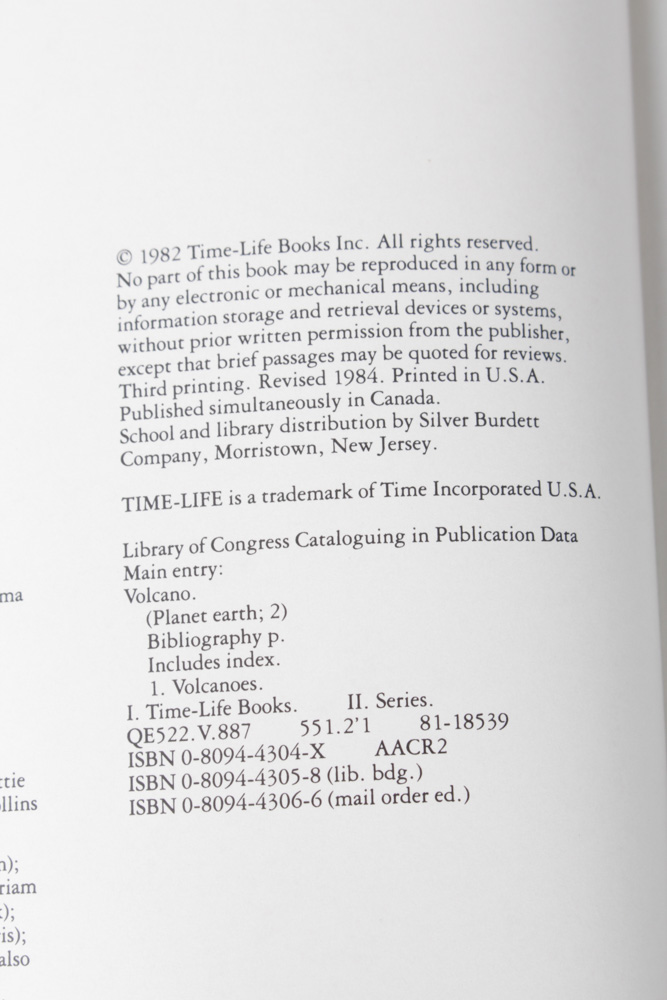 © 1982 Time-Life Books Inc. All rights reserved.
No part of this book may be reproduced in any form or
by any electronic or mechanical means, including
information storage and retrieval devices or systems,
without prior written permission from the publisher,
except that brief passages may be quoted for reviews.
Third printing. Revised 1984. Printed in U.S.A.
Published simultaneously in Canada.
School and library distribution by Silver Burdett
Company, Morristown, New Jersey.
TIME-LIFE is a trademark of Time Incorporated U.S.A.
Library of Congress Cataloguing in Publication Data
Main entry:
Volcano.
(Planet earth; 2)
Bibliography p.
Includes index.
1. Volcanoes.
I. Time-Life Books. II. Series.
QE522.V.887 551.2'1 81-18539
ISBN 0-8094-4304-X AACR2
ISBN 0-8094-4305-8 (lib. bdg.)
ISBN 0-8094-4306-6 (mail order ed.)
also